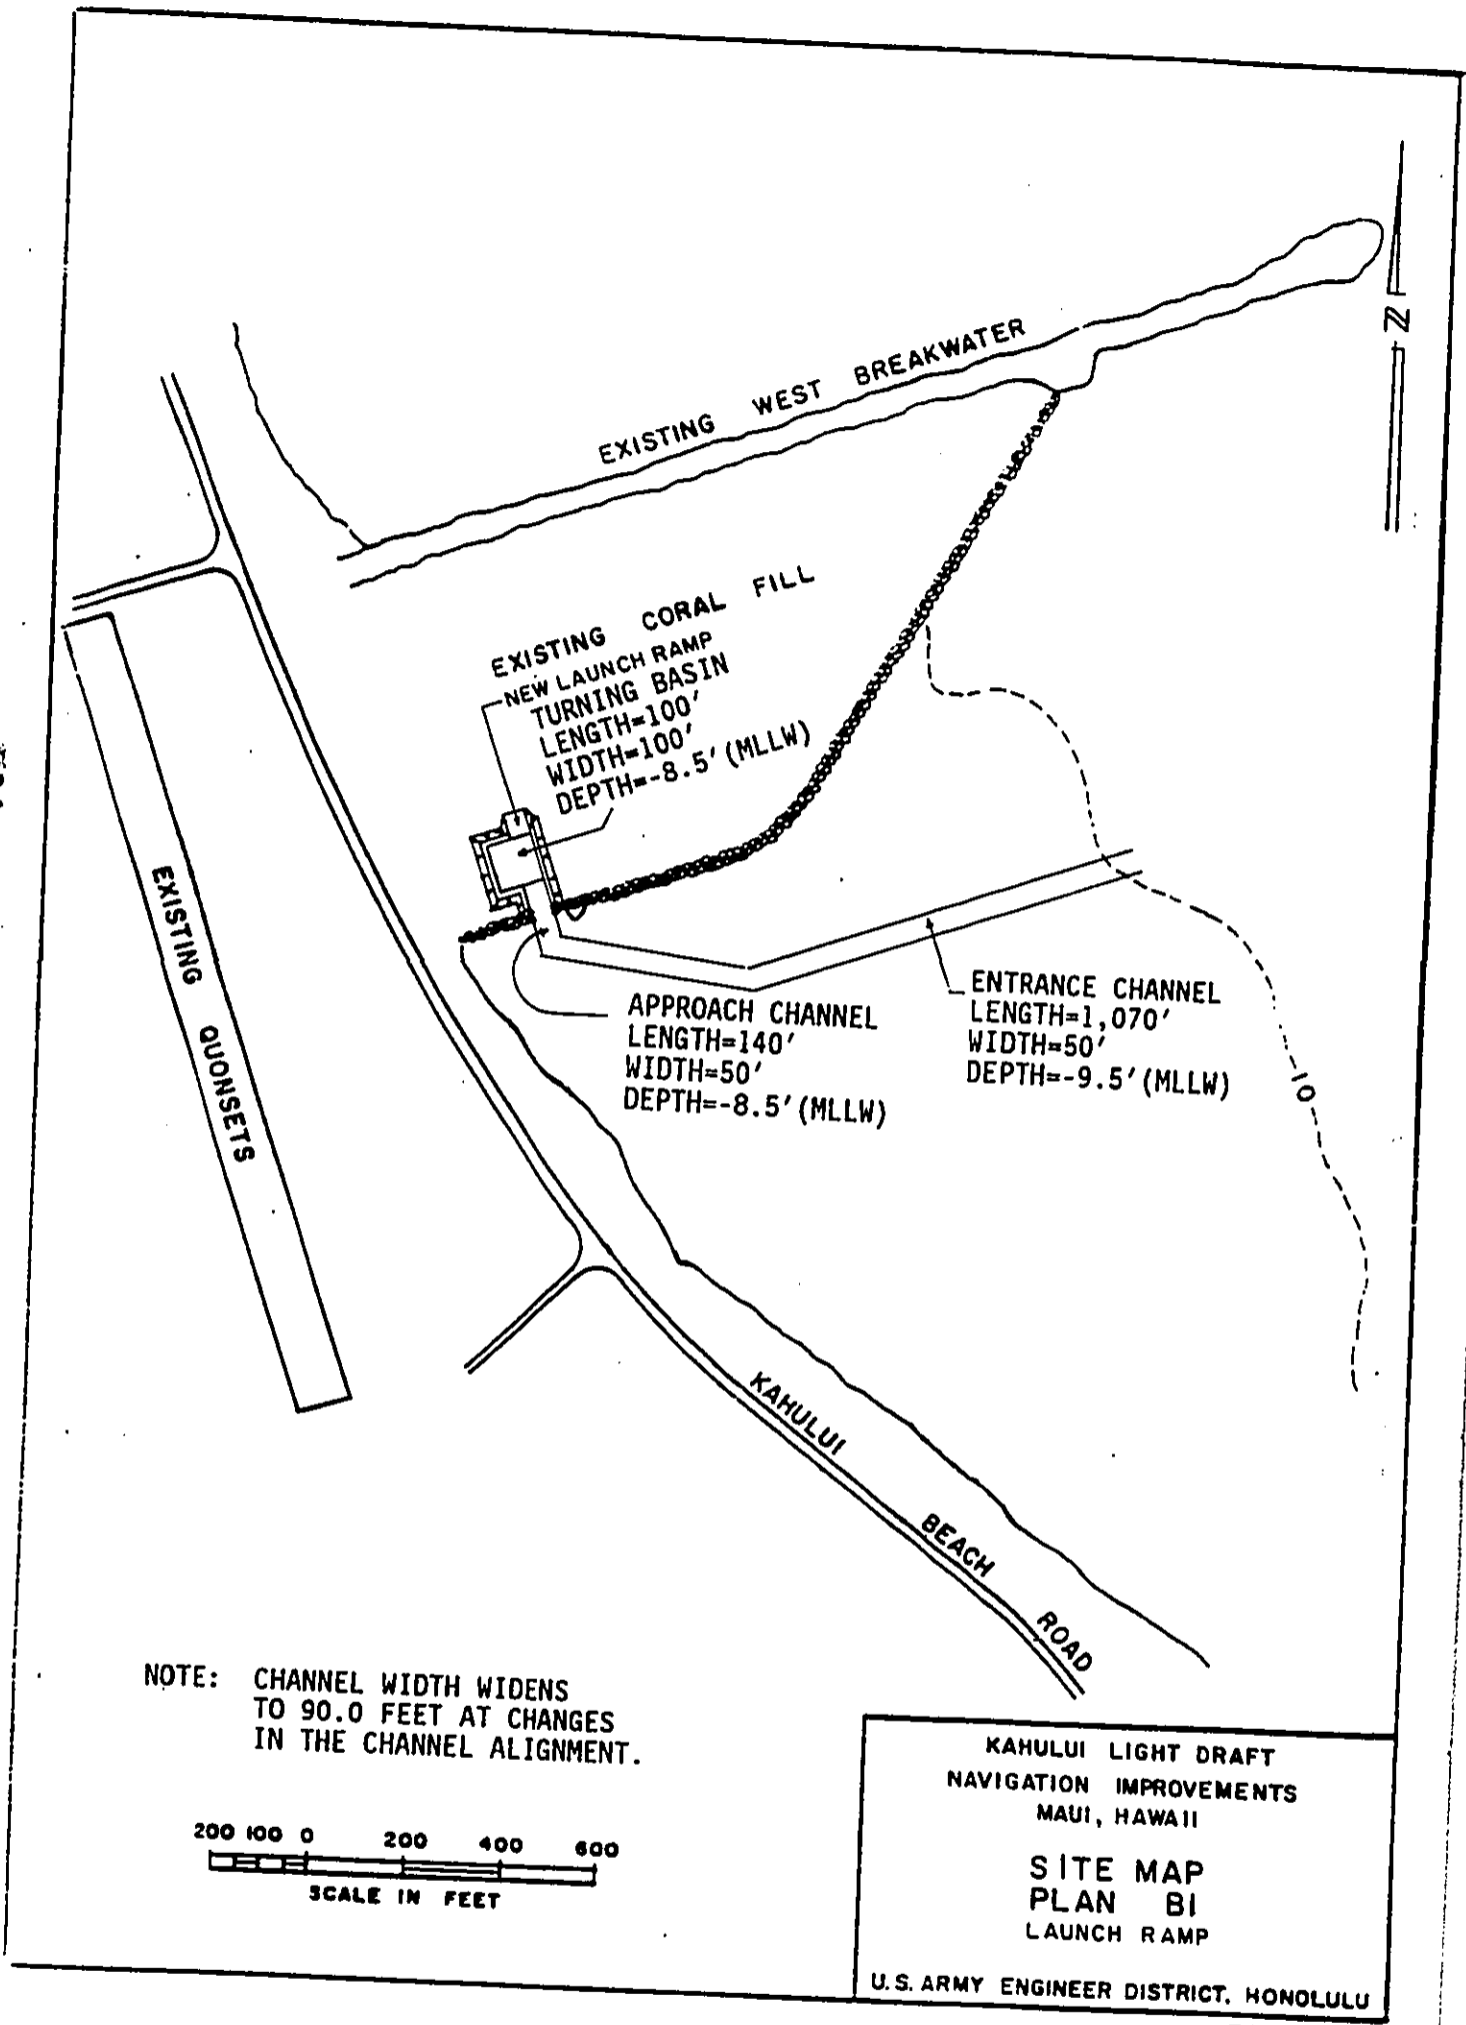 N
EXISTING WEST BREAKWATER
EXISTING CORAL FILL
NEW LAUNCH RAMP
TURNING BASIN
LENGTH=100'
WIDTH=100'
DEPTH=-8.5' (MLLW)
EXISTING QUONSETS
APPROACH CHANNEL
LENGTH=140'
WIDTH=50'
DEPTH=-8.5' (MLLW)
ENTRANCE CHANNEL
LENGTH=1,070'
WIDTH=50'
DEPTH=-9.5' (MLLW)
-10-
KAHULUI BEACH ROAD
NOTE: CHANNEL WIDTH WIDENS
TO 90.0 FEET AT CHANGES
IN THE CHANNEL ALIGNMENT.
200 100 0 200 400 600
SCALE IN FEET
KAHULUI LIGHT DRAFT
NAVIGATION IMPROVEMENTS
MAUI, HAWAII
SITE MAP
PLAN B1
LAUNCH RAMP
U.S. ARMY ENGINEER DISTRICT, HONOLULU